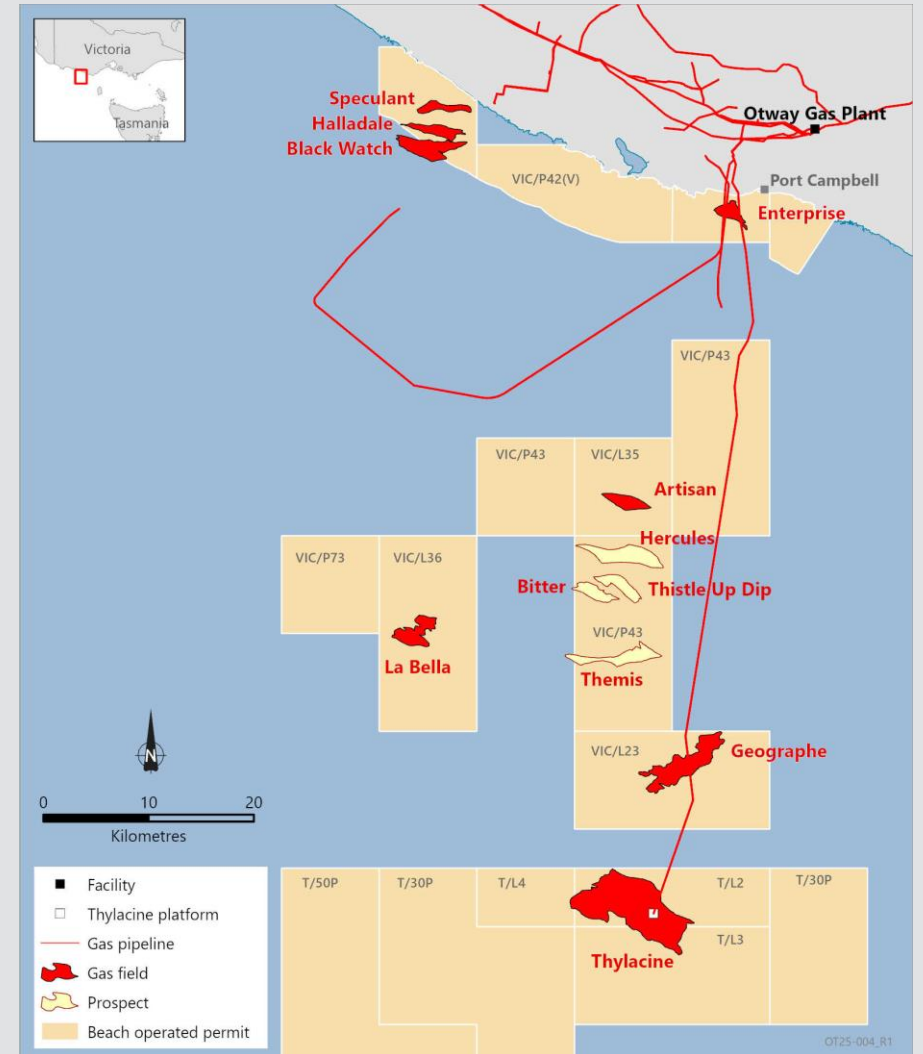 Victoria
Tasmania
Speculant
Halladale
Black Watch
Otway Gas Plant
VIC/P42(V)
Port Campbell
Enterprise
VIC/P43
VIC/P43
VIC/L35
Artisan
Hercules
VIC/P73
VIC/L36
Bitter
Thistle Up Dip
VIC/P43
La Bella
Themis
N
VIC/L23
Geographe
0 10 20
Kilometres
Facility
Thylacine platform
Gas pipeline
Gas field
Prospect
Beach operated permit
T/50P
T/30P
T/L4
T/L2
T/30P
T/L3
Thylacine
OT25-004_R1